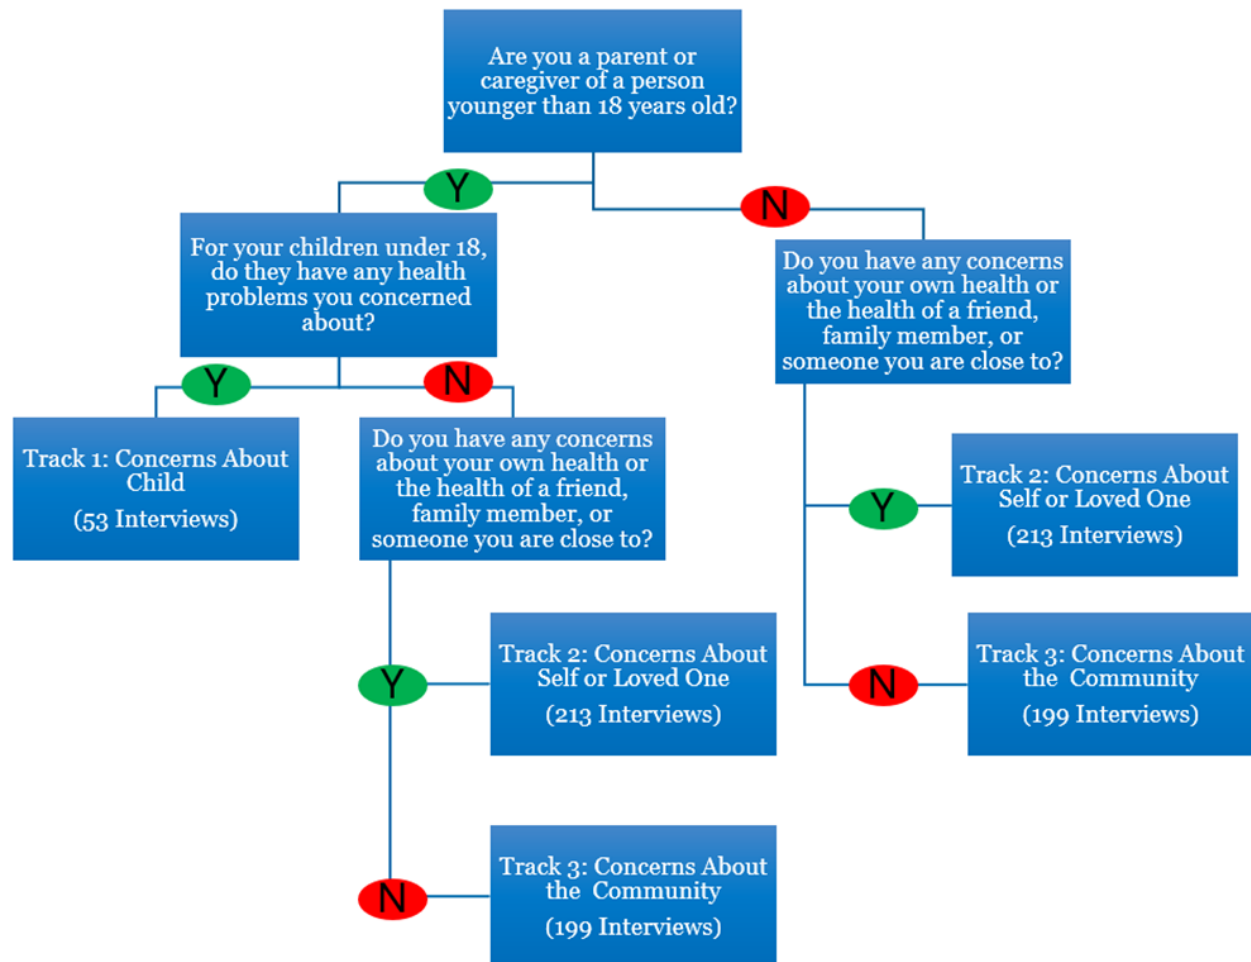 Are you a parent or
caregiver of a person
younger than 18 years old?
Y
N
For your children under 18,
do they have any health
problems you concerned
about?
Do you have any concerns
about your own health or
the health of a friend,
family member, or
someone you are close to?
Y
N
Track 1: Concerns About
Child
(53 Interviews)
Do you have any concerns
about your own health or
the health of a friend,
family member, or
someone you are close to?
Y
Track 2: Concerns About
Self or Loved One
(213 Interviews)
Y
Track 2: Concerns About
Self or Loved One
(213 Interviews)
N
Track 3: Concerns About
the Community
(199 Interviews)
N
Track 3: Concerns About
the Community
(199 Interviews)